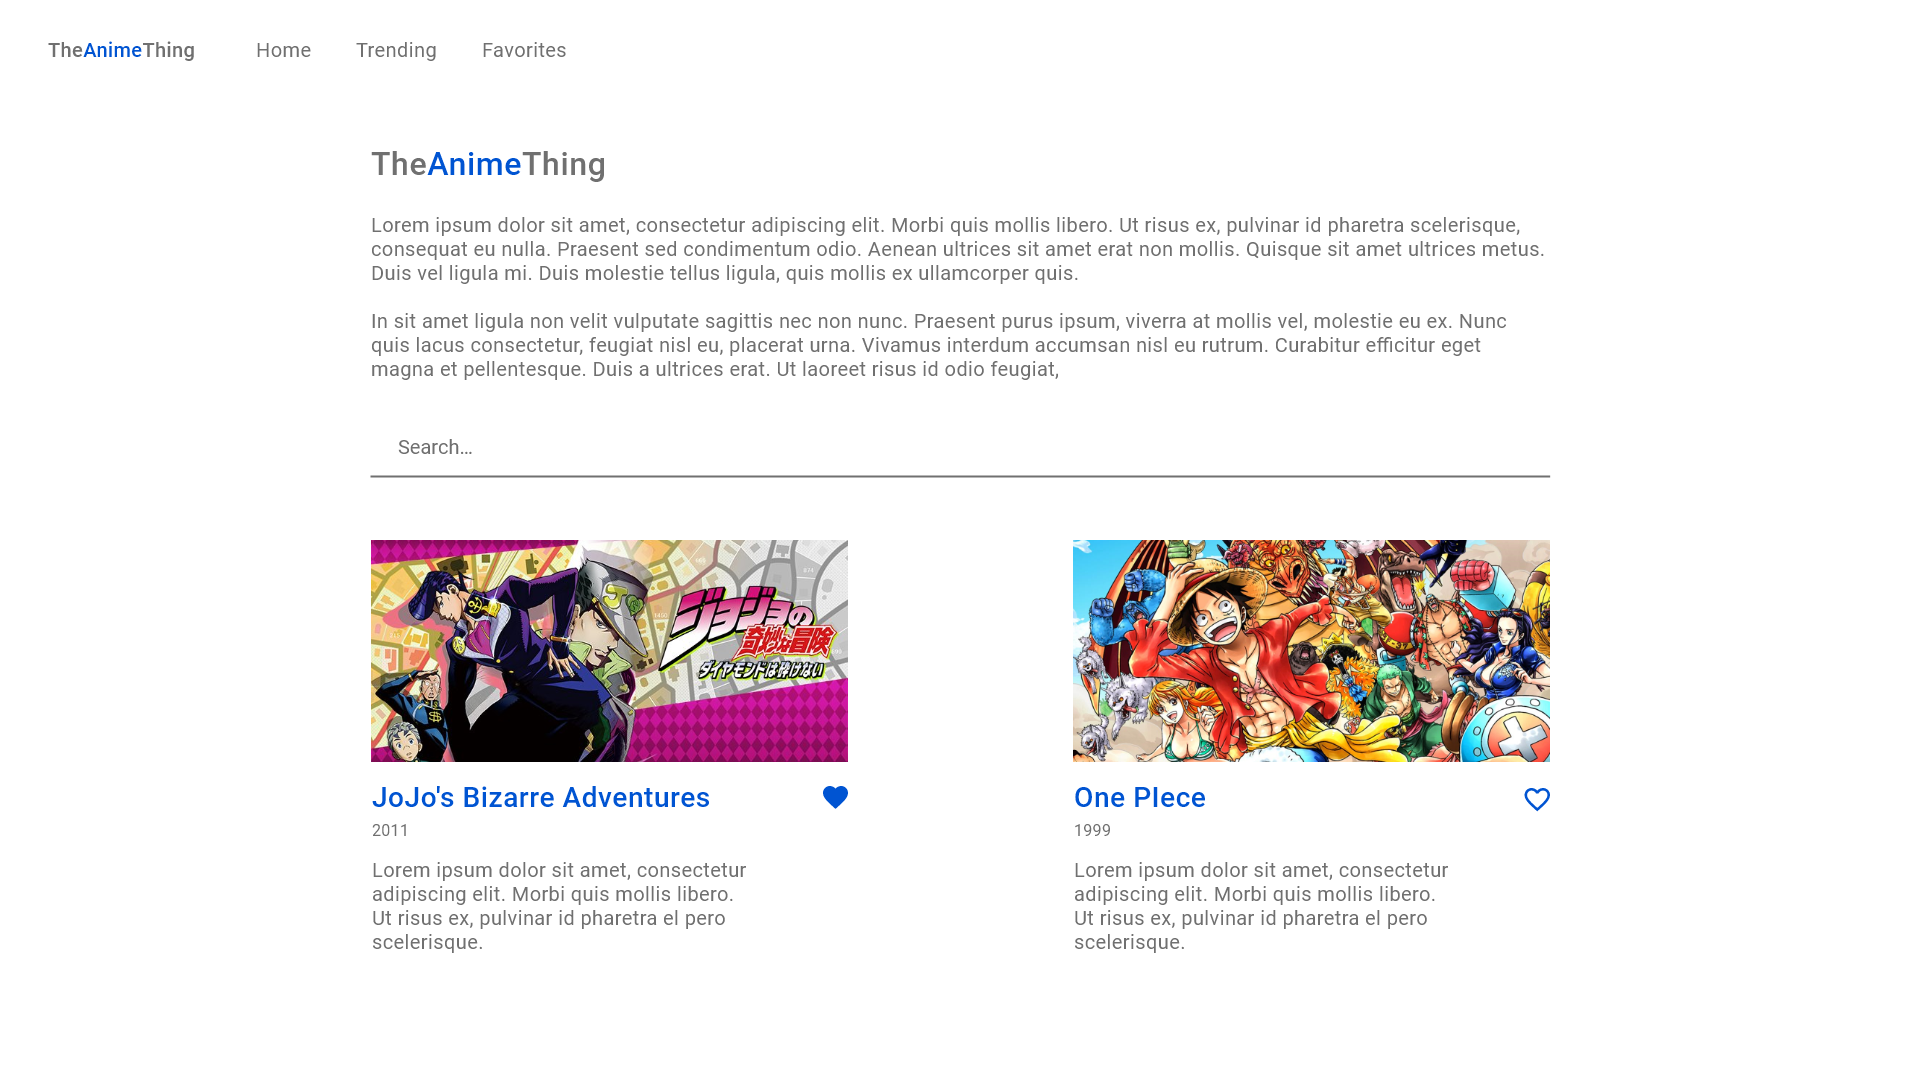 TheAnimeThing Home Trending Favorites
TheAnimeThing
Lorem ipsum dolor sit amet, consectetur adipiscing elit. Morbi quis mollis libero. Ut risus ex, pulvinar id pharetra scelerisque,
consequat eu nulla. Praesent sed condimentum odio. Aenean ultrices sit amet erat non mollis. Quisque sit amet ultrices metus.
Duis vel ligula mi. Duis molestie tellus ligula, quis mollis ex ullamcorper quis.
In sit amet ligula non velit vulputate sagittis nec non nunc. Praesent purus ipsum, viverra at mollis vel, molestie eu ex. Nunc
quis lacus consectetur, feugiat nisl eu, placerat urna. Vivamus interdum accumsan nisl eu rutrum. Curabitur efficitur eget
magna et pellentesque. Duis a ultrices erat. Ut laoreet risus id odio feugiat,
Search...
ジョジョの
奇妙な冒険
ダイヤモンドは砕けない
JoJo's Bizarre Adventures
2011
Lorem ipsum dolor sit amet, consectetur
adipiscing elit. Morbi quis mollis libero.
Ut risus ex, pulvinar id pharetra el pero
scelerisque.
One PIece
1999
Lorem ipsum dolor sit amet, consectetur
adipiscing elit. Morbi quis mollis libero.
Ut risus ex, pulvinar id pharetra el pero
scelerisque.